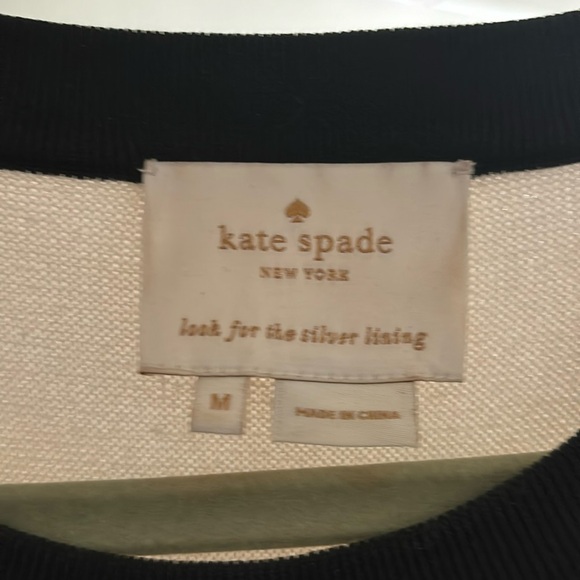 kate spade
NEW YORK
look for the silver lining
M
MADE IN CHINA